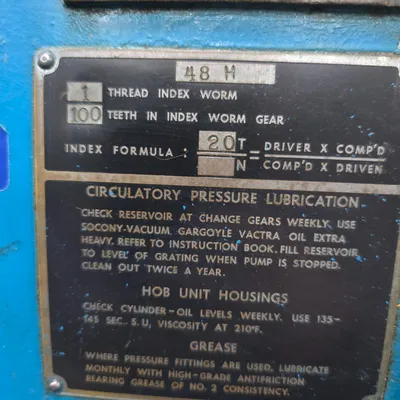 48 H
1 THREAD INDEX WORM
100 TEETH IN INDEX WORM GEAR
INDEX FORMULA : 20T / N = DRIVER X COMP'D / COMP'D X DRIVEN
CIRCULATORY PRESSURE LUBRICATION
CHECK RESERVOIR AT CHANGE GEARS WEEKLY. USE
SOCONY-VACUUM, GARGOYLE VACTRA OIL EXTRA
HEAVY. REFER TO INSTRUCTION BOOK. FILL RESERVOIR
TO LEVEL OF GRATING WHEN PUMP IS STOPPED.
CLEAN OUT TWICE A YEAR.
HOB UNIT HOUSINGS
CHECK CYLINDER-OIL LEVELS WEEKLY. USE 135-
145 SEC. S.U. VISCOSITY AT 210°F.
GREASE
WHERE PRESSURE FITTINGS ARE USED, LUBRICATE
MONTHLY WITH HIGH-GRADE ANTIFRICTION
BEARING GREASE OF NO. 2 CONSISTENCY.